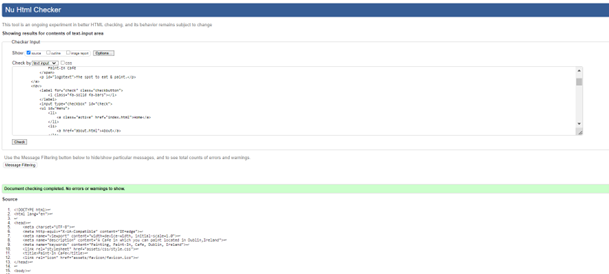 Nu Html Checker
This tool is an ongoing experiment in better HTML checking, and its behavior remains subject to change
Showing results for contents of text-input area
Checker Input
Show source outline image report Options...
Check by text input css
Paint-In Cafe
</span>
<p id="logotext">The spot to eat & paint.</p>
</a>
<nav>
<label for="check" class="checkbutton">
<i class="fa-solid fa-bars"></i>
</label>
<input type="checkbox" id="check">
<ul id="menu">
<li>
<a class="active" href="index.html">Home</a>
</li>
<li>
<a href="about.html">About</a>
Check
Use the Message Filtering button below to hide/show particular messages, and to see total counts of errors and warnings.
Message Filtering
Document checking completed. No errors or warnings to show.
Source
1. <!DOCTYPE html>
2. <html lang="en">
3.
4. <head>
5. <meta charset="UTF-8">
6. <meta http-equiv="X-UA-Compatible" content="IE=edge">
7. <meta name="viewport" content="width=device-width, initial-scale=1.0">
8. <meta name="description" content="A Cafe in which you can paint located in Dublin,Ireland">
9. <meta name="keywords" content="Painting, Paint-In, Cafe, Dublin, Ireland">
10. <link rel="stylesheet" href="assets/css/style.css">
11. <title>Paint-In Cafe</title>
12. <link rel="icon" href="assets/favicon/favicon.ico">
13. </head>
14.
15. <body>